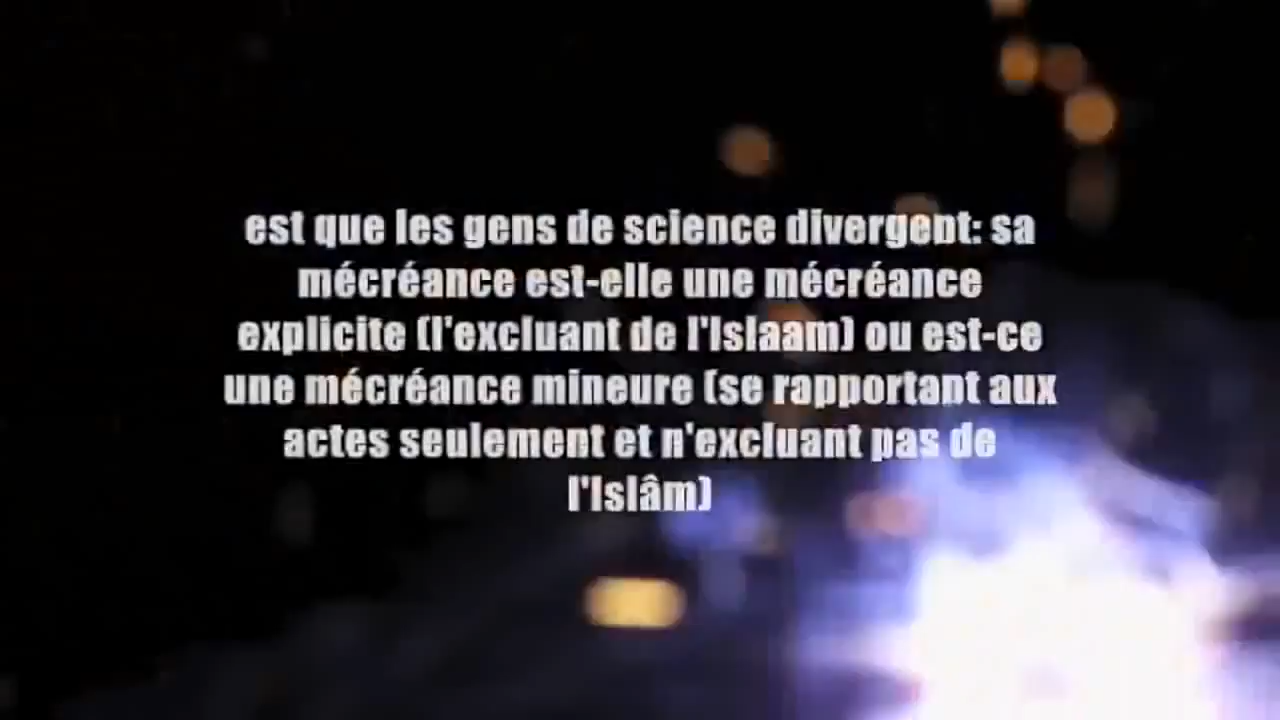 est que les gens de science divergent: sa
mécréance est-elle une mécréance
explicite (l'excluant de l'Islaam) ou est-ce
une mécréance mineure (se rapportant aux
actes seulement et n'excluant pas de
l'Islâm)